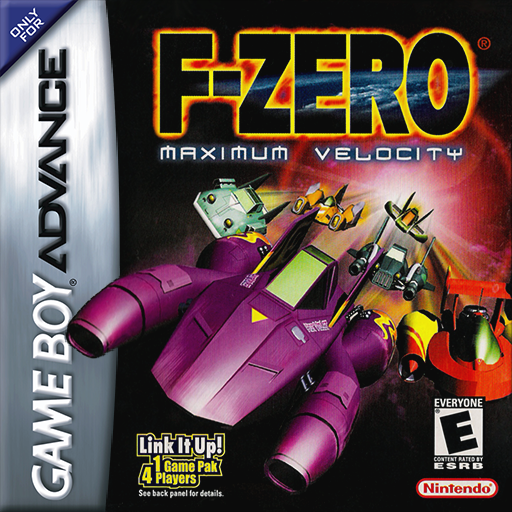 ONLY
FOR
GAME BOY ADVANCE
F-ZERO®
MAXIMUM VELOCITY
Link It Up!
1 Game Pak
4 Players
See back panel for details.
EVERYONE
E
CONTENT RATED BY
ESRB
Nintendo